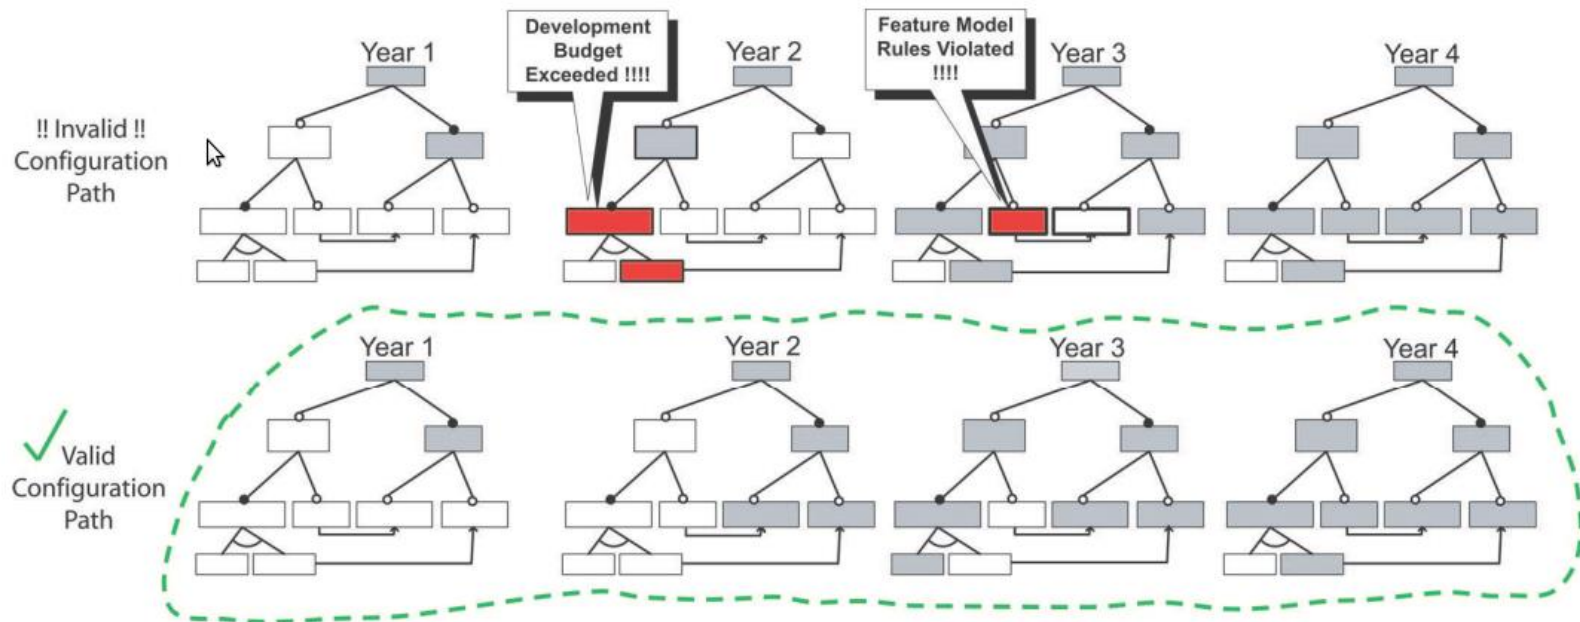 Development
Budget
Exceeded !!!!
Feature Model
Rules Violated
!!!!
Year 1
Year 2
Year 3
Year 4
!! Invalid !!
Configuration
Path
Year 1
Year 2
Year 3
Year 4
Valid
Configuration
Path